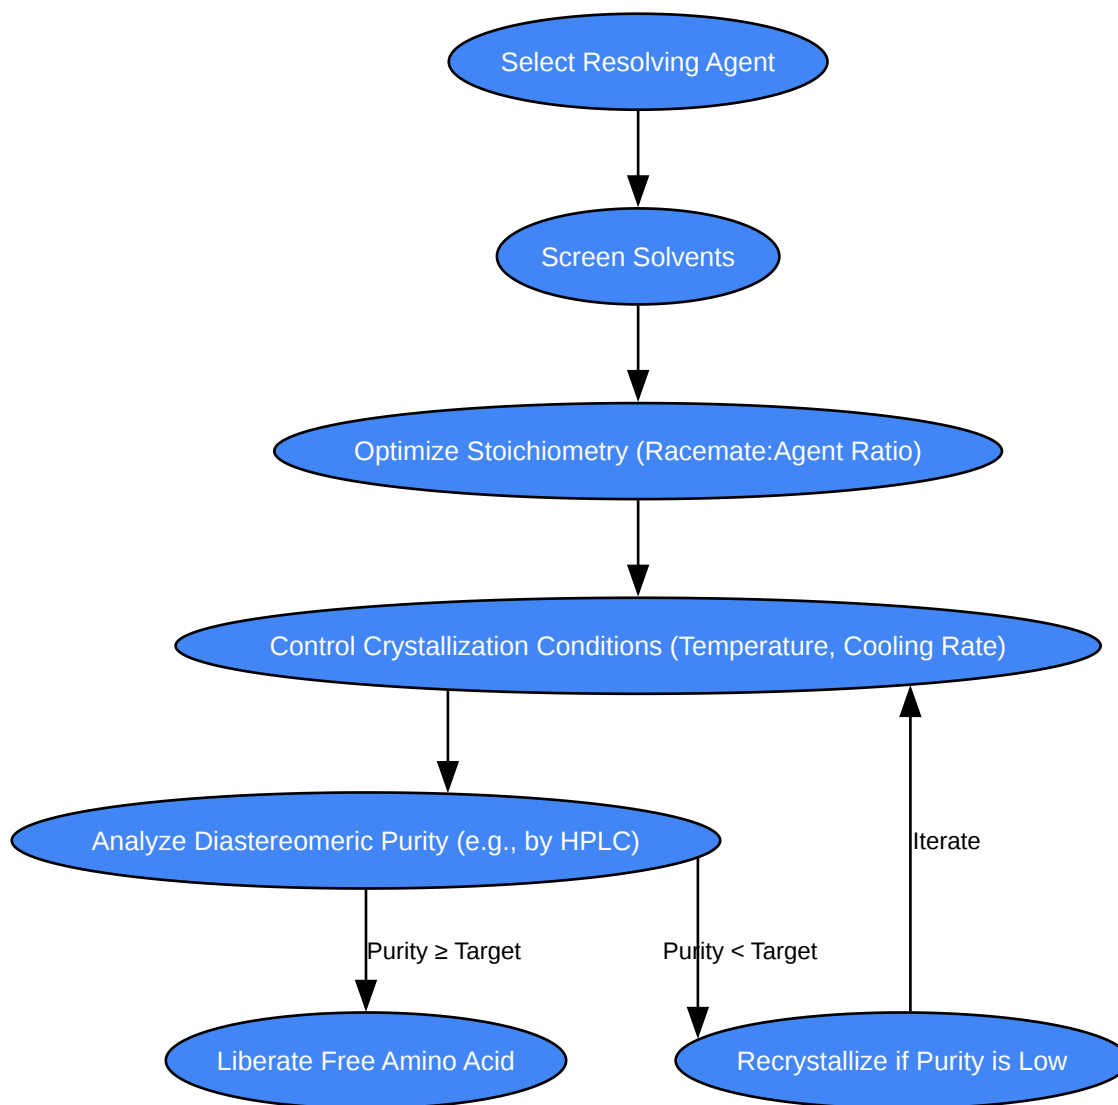 Select Resolving Agent
Screen Solvents
Optimize Stoichiometry (Racemate:Agent Ratio)
Control Crystallization Conditions (Temperature, Cooling Rate)
Analyze Diastereomeric Purity (e.g., by HPLC)
Iterate
Purity ≥ Target
Purity < Target
Liberate Free Amino Acid
Recrystallize if Purity is Low